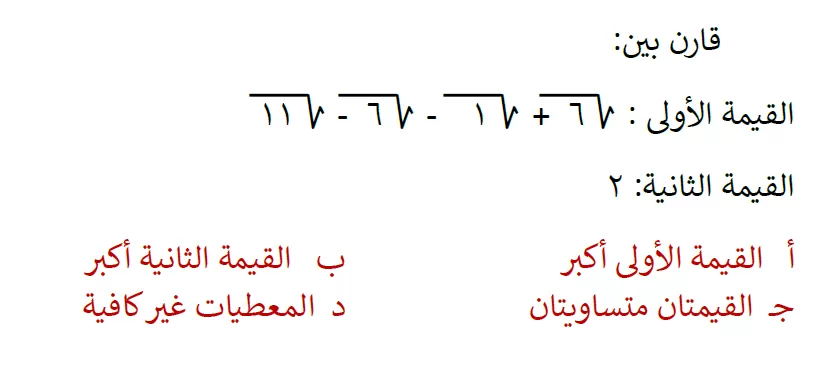 قارن بين:
القيمة الأولى : √٦ + √١ - √٦ - √١١
القيمة الثانية: ٢
أ القيمة الأولى أكبر ب القيمة الثانية أكبر
جـ القيمتان متساويتان د المعطيات غير كافية